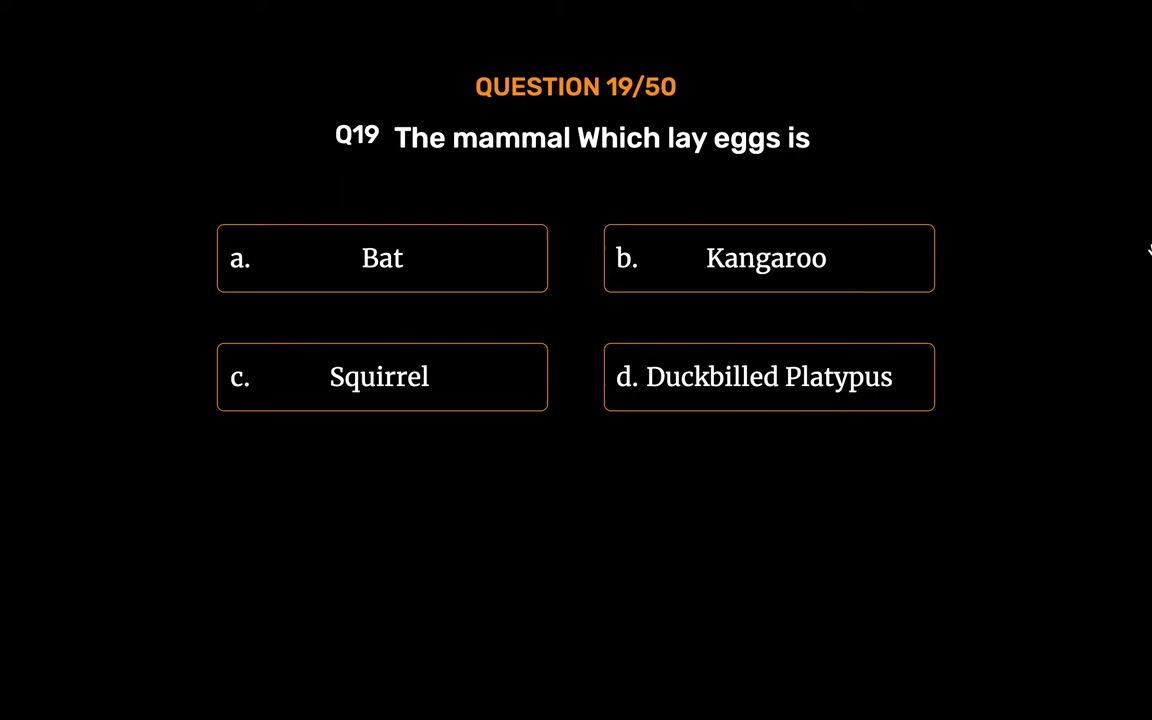 QUESTION 19/50
Q19 The mammal Which lay eggs is
a. Bat
b. Kangaroo
c. Squirrel
d. Duckbilled Platypus